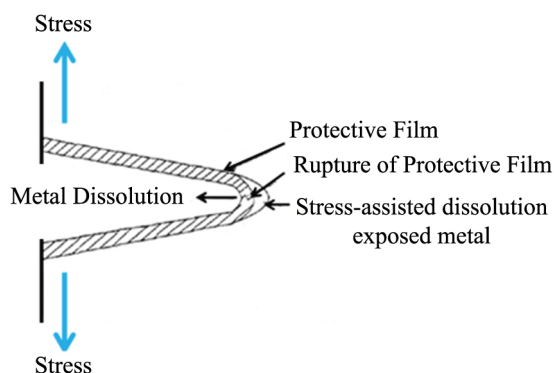 Stress
Protective Film
Rupture of Protective Film
Metal Dissolution
Stress-assisted dissolution
exposed metal
Stress